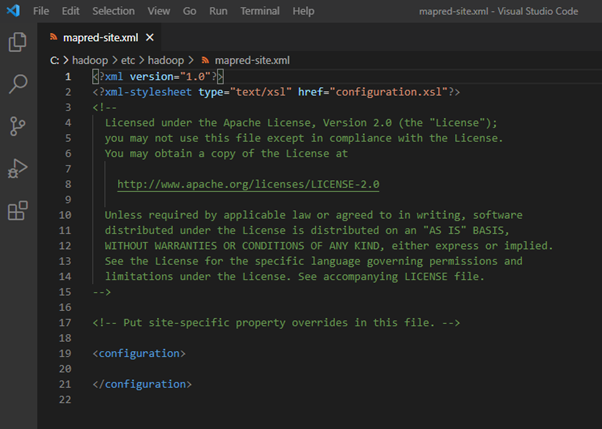 File Edit Selection View Go Run Terminal Help mapred-site.xml - Visual Studio Code
mapred-site.xml
C: > hadoop > etc > hadoop > mapred-site.xml
1 <?xml version="1.0"?>
2 <?xml-stylesheet type="text/xsl" href="configuration.xsl"?>
3 <!--
4 Licensed under the Apache License, Version 2.0 (the "License");
5 you may not use this file except in compliance with the License.
6 You may obtain a copy of the License at
7
8 http://www.apache.org/licenses/LICENSE-2.0
9
10 Unless required by applicable law or agreed to in writing, software
11 distributed under the License is distributed on an "AS IS" BASIS,
12 WITHOUT WARRANTIES OR CONDITIONS OF ANY KIND, either express or implied.
13 See the License for the specific language governing permissions and
14 limitations under the License. See accompanying LICENSE file.
15 -->
16
17 <!-- Put site-specific property overrides in this file. -->
18
19 <configuration>
20
21 </configuration>
22